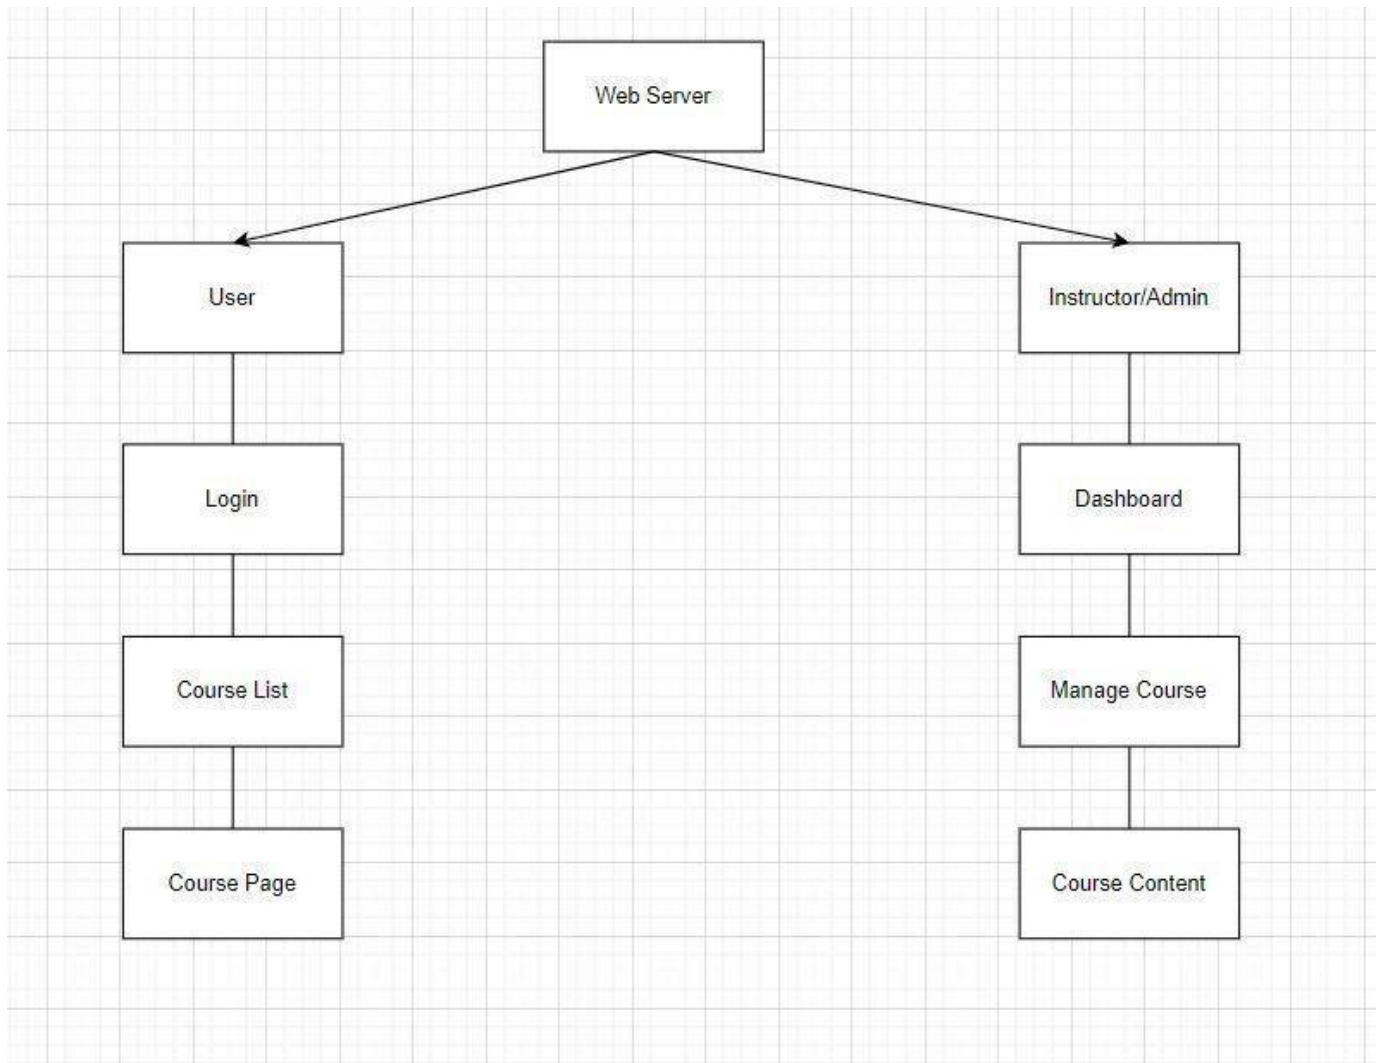 Web Server
User
Instructor/Admin
Login
Dashboard
Course List
Manage Course
Course Page
Course Content